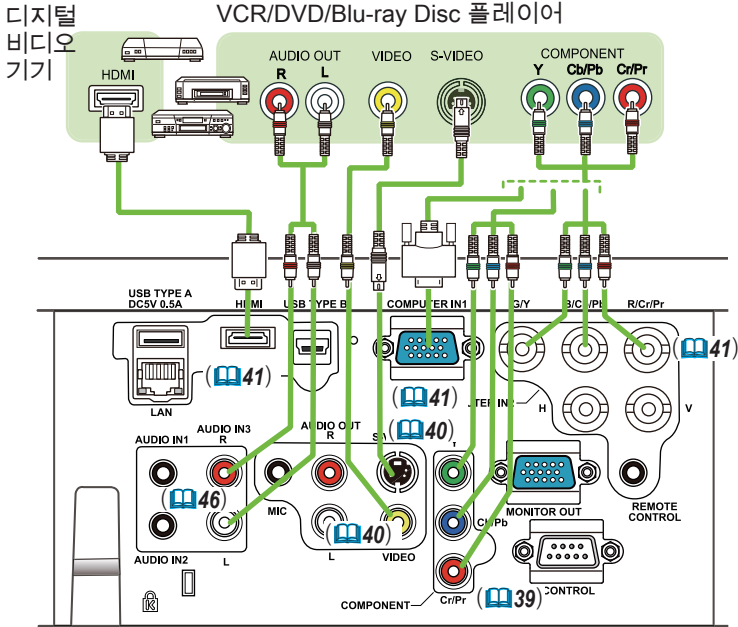 디지털
비디오
기기
VCR/DVD/Blu-ray Disc 플레이어
HDMI
AUDIO OUT
R L
VIDEO
S-VIDEO
COMPONENT
Y Cb/Pb Cr/Pr
USB TYPE A
DC5V 0.5A
HDMI
USB TYPE B
COMPUTER IN1
G/Y
B/Cb/Pb
R/Cr/Pr
(41)
(41)
(41)
(40)
LAN
H
V
AUDIO IN1
AUDIO IN3
R
AUDIO OUT
R
(46)
MIC
(40)
MONITOR OUT
REMOTE
CONTROL
Cb/Pb
AUDIO IN2
L
L
VIDEO
CONTROL
COMPONENT
Cr/Pr
(39)
K